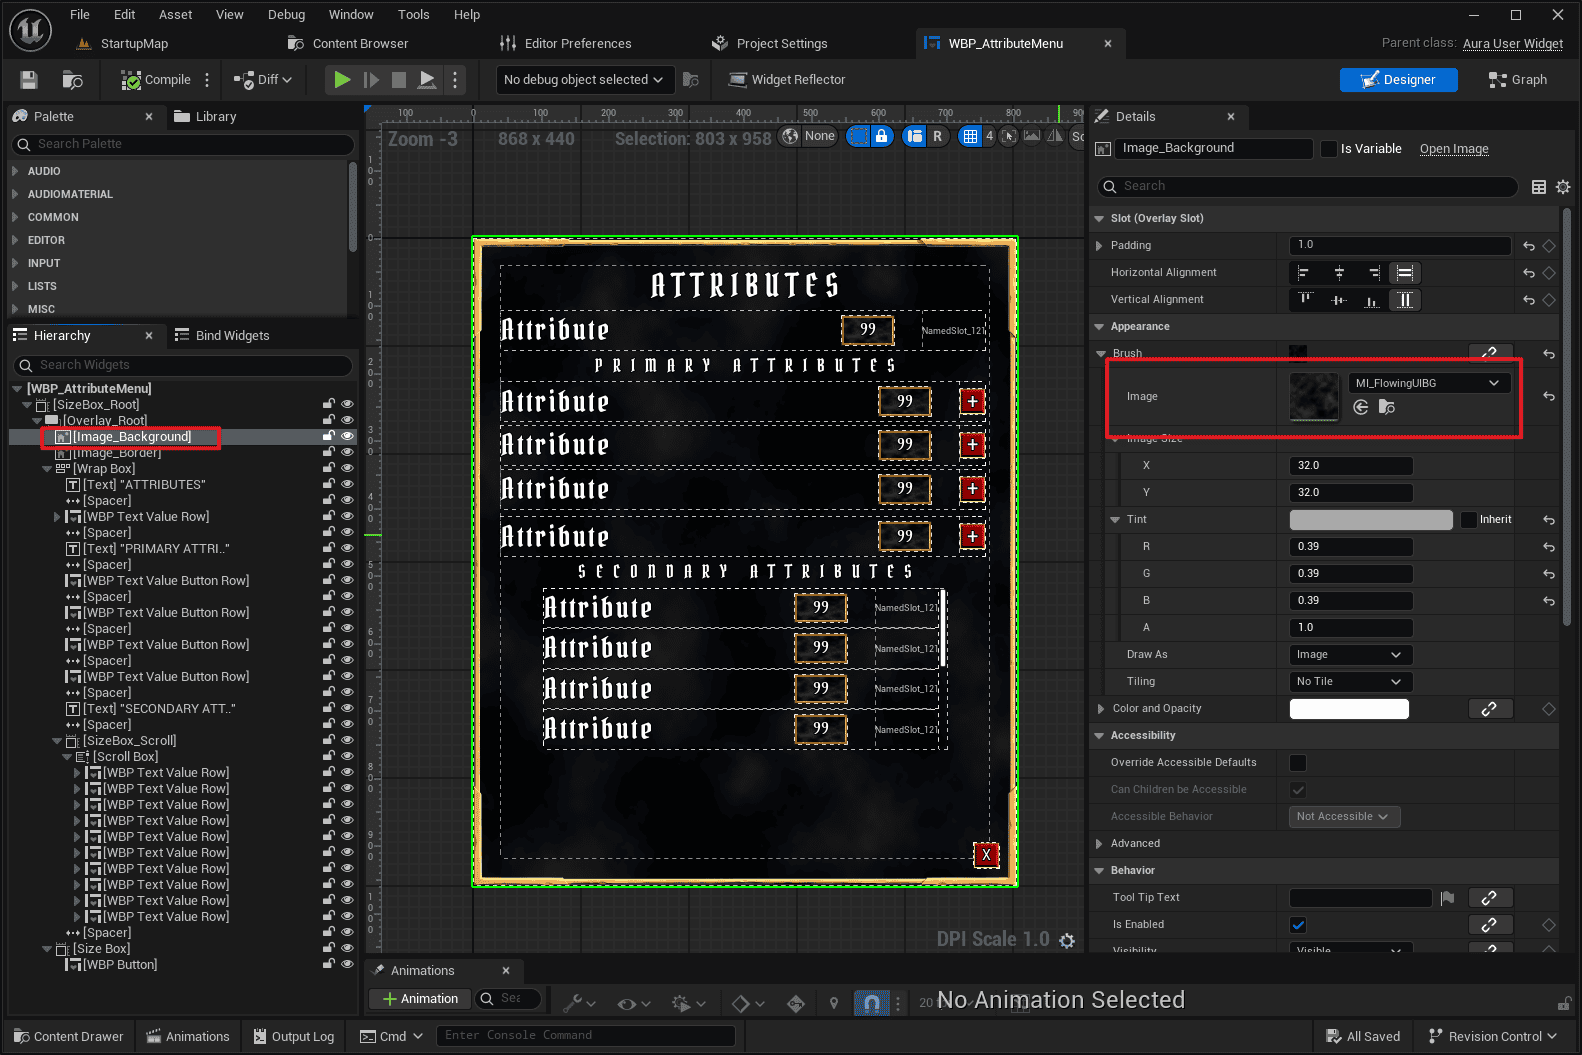 File Edit Asset View Debug Window Tools Help
StartupMap Content Browser Editor Preferences Project Settings WBP_AttributeMenu Parent class: Aura User Widget
Compile Diff No debug object selected Widget Reflector Designer Graph
Palette Library
Search Palette
AUDIO
AUDIOMATERIAL
COMMON
EDITOR
INPUT
LISTS
MISC
Hierarchy Bind Widgets
Search Widgets
[WBP_AttributeMenu]
[SizeBox_Root]
[Overlay_Root]
[Image_Background]
[Image_Border]
[Wrap Box]
[Text] "ATTRIBUTES"
[Spacer]
[WBP Text Value Row]
[Spacer]
[Text] "PRIMARY ATTRI.."
[Spacer]
[WBP Text Value Button Row]
[Spacer]
[WBP Text Value Button Row]
[Spacer]
[WBP Text Value Button Row]
[Spacer]
[WBP Text Value Button Row]
[Spacer]
[Text] "SECONDARY ATT.."
[Spacer]
[SizeBox_Scroll]
[Scroll Box]
[WBP Text Value Row]
[WBP Text Value Row]
[WBP Text Value Row]
[WBP Text Value Row]
[WBP Text Value Row]
[WBP Text Value Row]
[WBP Text Value Row]
[WBP Text Value Row]
[WBP Text Value Row]
[WBP Text Value Row]
[Spacer]
[Size Box]
[WBP Button]
100 0 100 200 300 400 500 600 700 800
Zoom -3 868 x 440 Selection: 803 x 958 None R 4
ATTRIBUTES
Attribute 99 NamedSlot_121
PRIMARY ATTRIBUTES
Attribute 99 +
Attribute 99 +
Attribute 99 +
Attribute 99 +
SECONDARY ATTRIBUTES
Attribute 99 NamedSlot_121
Attribute 99 NamedSlot_121
Attribute 99 NamedSlot_121
Attribute 99 NamedSlot_121
X
DPI Scale 1.0
Details
Image_Background Is Variable Open Image
Search
Slot (Overlay Slot)
Padding 1.0
Horizontal Alignment
Vertical Alignment
Appearance
Brush
Image MI_FlowingUIBG
Image Size
X 32.0
Y 32.0
Tint Inherit
R 0.39
G 0.39
B 0.39
A 1.0
Draw As Image
Tiling No Tile
Color and Opacity
Accessibility
Override Accessible Defaults
Can Children be Accessible
Accessible Behavior Not Accessible
Advanced
Behavior
Tool Tip Text
Is Enabled
Visibility Visible
Animations
+ Animation Sea 20 No Animation Selected
Content Drawer Animations Output Log Cmd Enter Console Command All Saved Revision Control